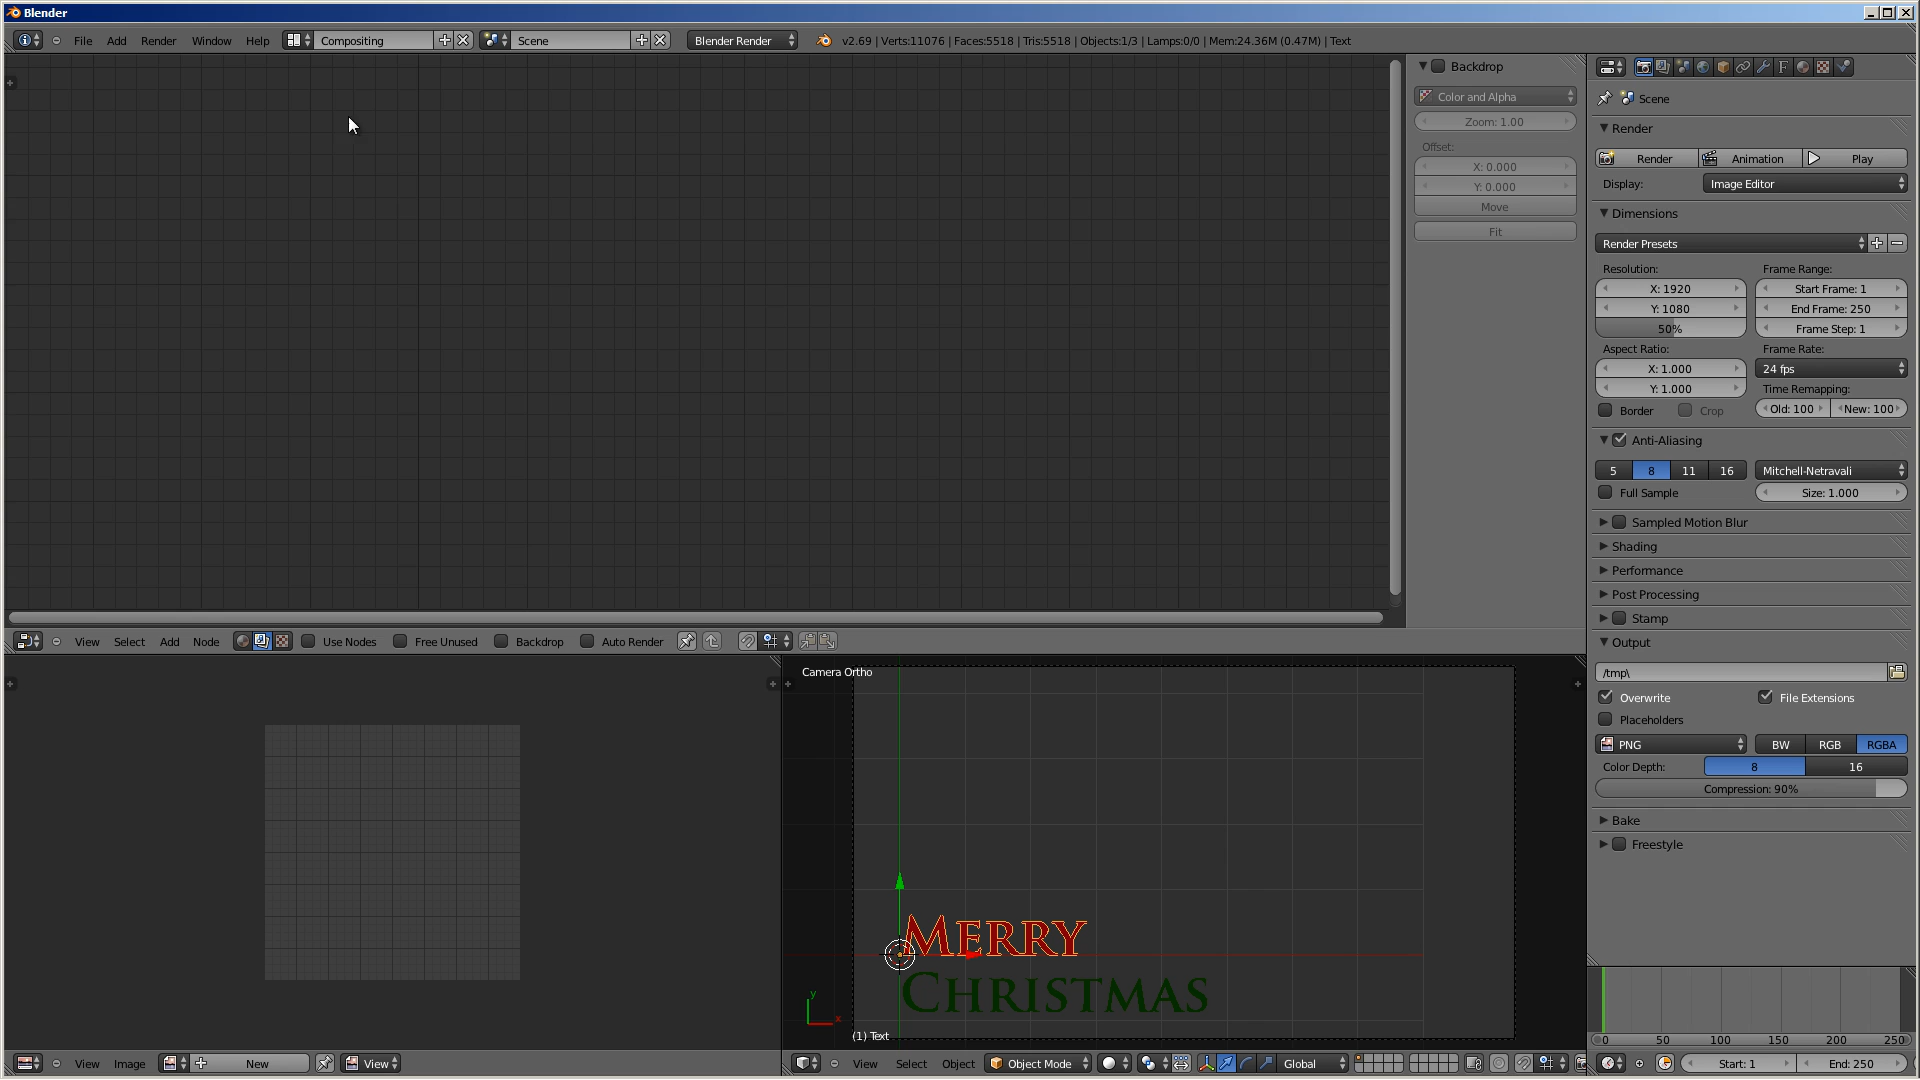 Blender
File Add Render Window Help Compositing Scene Blender Render v2.69 | Verts:11076 | Faces:5518 | Tris:5518 | Objects:1/3 | Lamps:0/0 | Mem:24.36M (0.47M) | Text
Backdrop
Color and Alpha
Zoom: 1.00
Offset:
X: 0.000
Y: 0.000
Move
Fit
Scene
Render
Render Animation Play
Display: Image Editor
Dimensions
Render Presets
Resolution: Frame Range:
X: 1920 Start Frame: 1
Y: 1080 End Frame: 250
50% Frame Step: 1
Aspect Ratio: Frame Rate:
X: 1.000 24 fps
Y: 1.000 Time Remapping:
Border Crop Old: 100 New: 100
Anti-Aliasing
5 8 11 16 Mitchell-Netravali
Full Sample Size: 1.000
Sampled Motion Blur
Shading
Performance
Post Processing
Stamp
Output
/tmp\
Overwrite File Extensions
Placeholders
PNG BW RGB RGBA
Color Depth: 8 16
Compression: 90%
Bake
Freestyle
View Select Add Node Use Nodes Free Unused Backdrop Auto Render
Camera Ortho
MERRY
CHRISTMAS
y
x
(1) Text
0 50 100 150 200 250
View Image New View
View Select Object Object Mode Global
Start: 1 End: 250